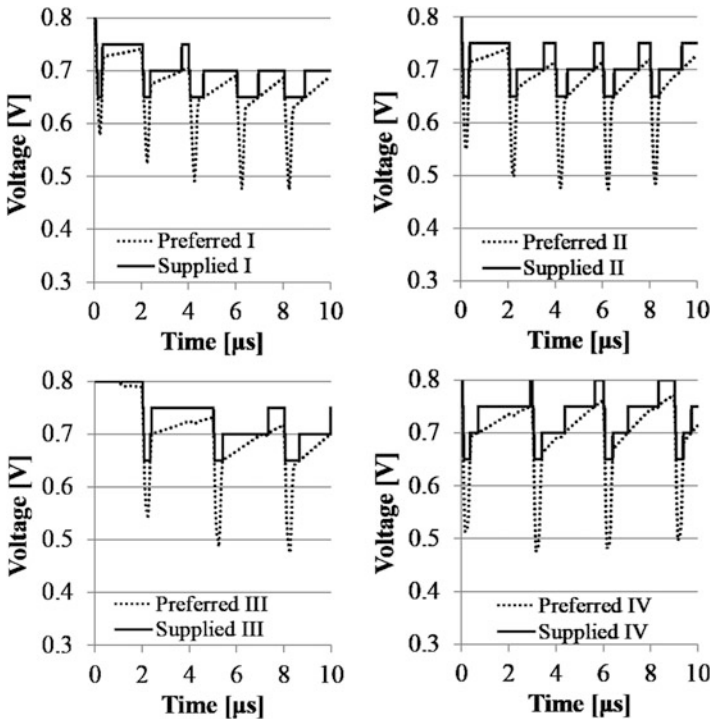 0.8
0.7
0.6
0.5
0.4
0.3
Voltage [V]
Preferred I
Supplied I
0 2 4 6 8 10
Time [µs]
0.8
0.7
0.6
0.5
0.4
0.3
Voltage [V]
Preferred II
Supplied II
0 2 4 6 8 10
Time [µs]
0.8
0.7
0.6
0.5
0.4
0.3
Voltage [V]
Preferred III
Supplied III
0 2 4 6 8 10
Time [µs]
0.8
0.7
0.6
0.5
0.4
0.3
Voltage [V]
Preferred IV
Supplied IV
0 2 4 6 8 10
Time [µs]